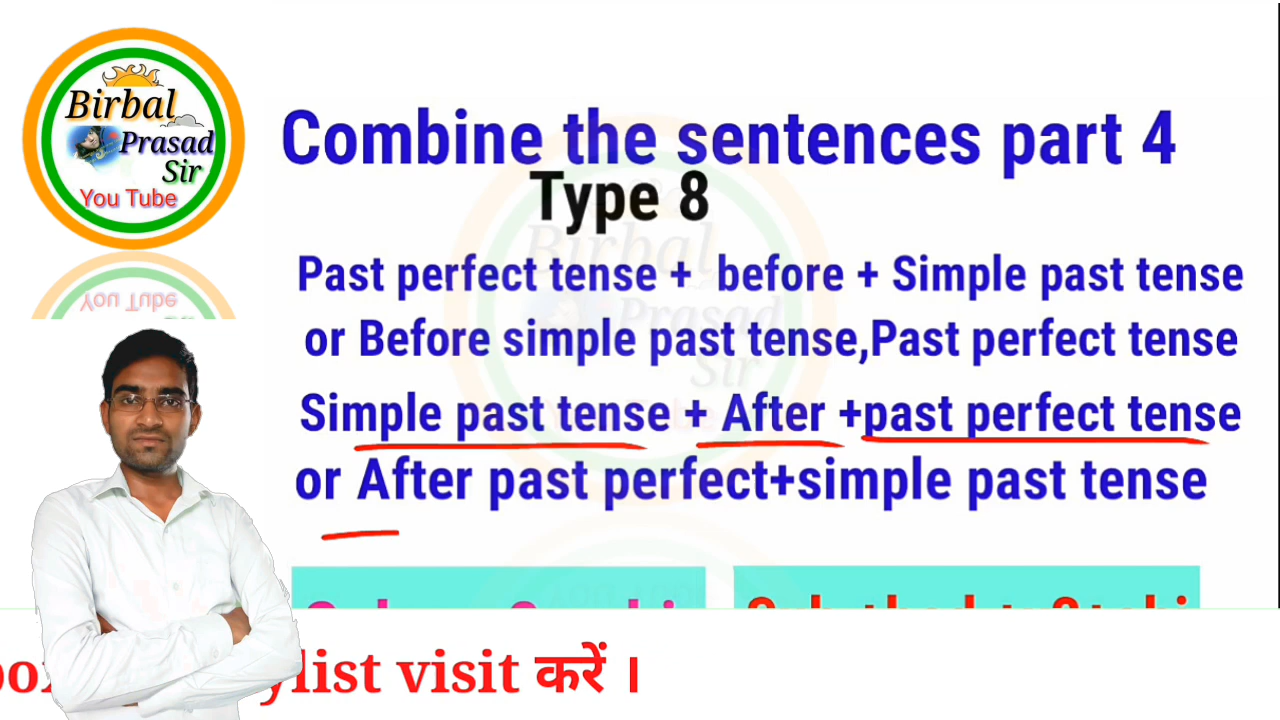 Birbal
Prasad
Sir
You Tube
Combine the sentences part 4
Type 8
Past perfect tense + before + Simple past tense
or Before simple past tense,Past perfect tense
Simple past tense + After +past perfect tense
or After past perfect+simple past tense
visit करें ।